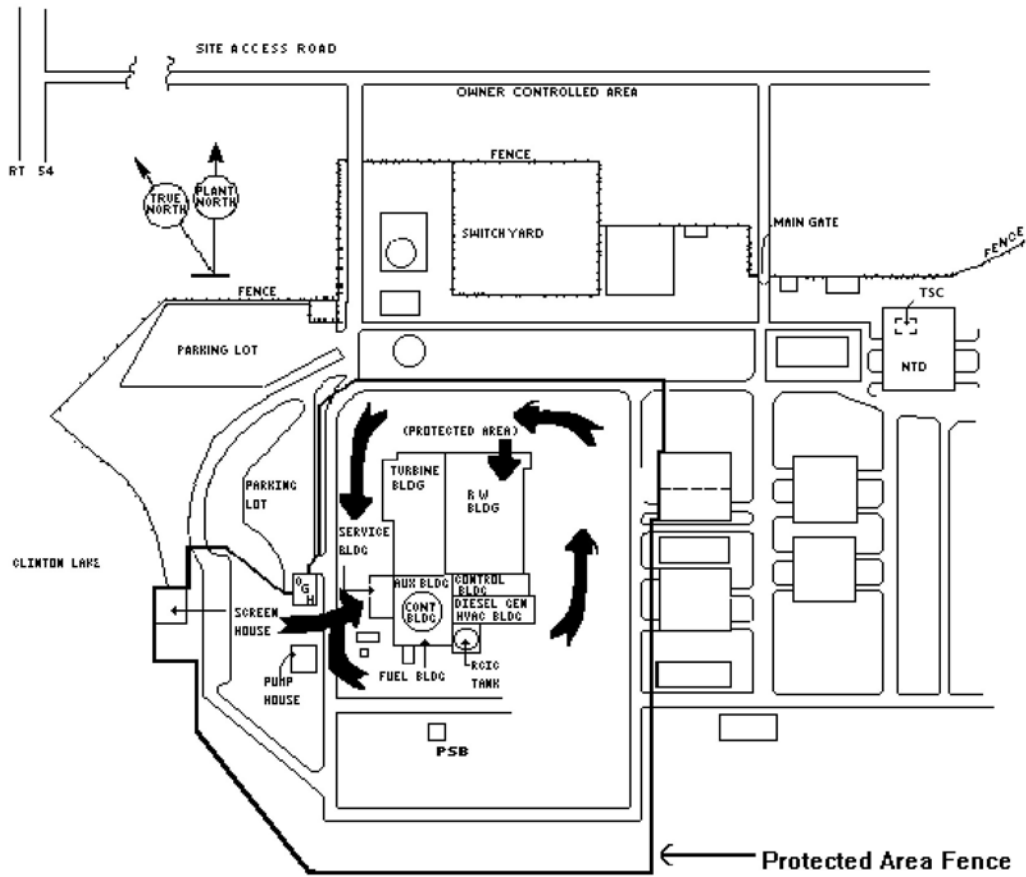 SITE ACCESS ROAD
OWNER CONTROLLED AREA
RT 54
FENCE
TRUE
NORTH
PLANT
NORTH
SWITCHYARD
MAIN GATE
FENCE
FENCE
TSC
PARKING LOT
NTD
(PROTECTED AREA)
TURBINE
BLDG
RW
BLDG
PARKING
LOT
SERVICE
BLDG
CLINTON LAKE
OGH
AUX BLDG
CONTROL
BLDG
CONT
BLDG
DIESEL GEN
HVAC BLDG
SCREEN
HOUSE
FUEL BLDG
RCIC
TANK
PUMP
HOUSE
PSB
Protected Area Fence